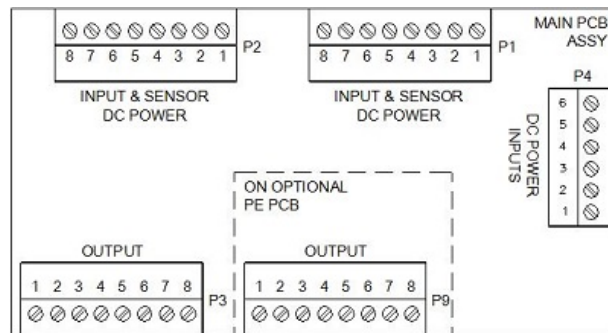 8 7 6 5 4 3 2 1 P2
INPUT & SENSOR
DC POWER
8 7 6 5 4 3 2 1 P1
INPUT & SENSOR
DC POWER
MAIN PCB
ASSY
P4
6
5
4
3
2
1
DC POWER
INPUTS
ON OPTIONAL
PE PCB
OUTPUT
1 2 3 4 5 6 7 8 P3
OUTPUT
1 2 3 4 5 6 7 8 P9